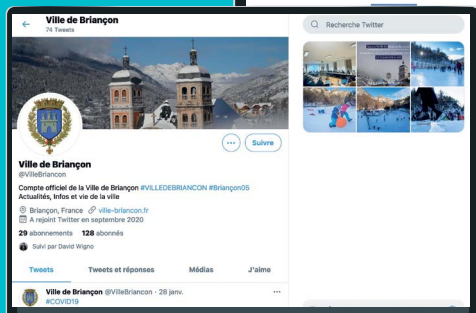 Ville de Briançon
74 Tweets
Recherche Twitter
Suivre
Ville de Briançon
@VilleBriancon
Compte officiel de la Ville de Briançon #VILLEDEBRIANCON #Briançon05
Actualités, Infos et vie de la ville
Briançon, France ville-briancon.fr
A rejoint Twitter en septembre 2020
29 abonnements 128 abonnés
Suivi par David Wigno
Tweets Tweets et réponses Médias J'aime
Ville de Briançon @VilleBriancon · 28 janv.
#COVID19